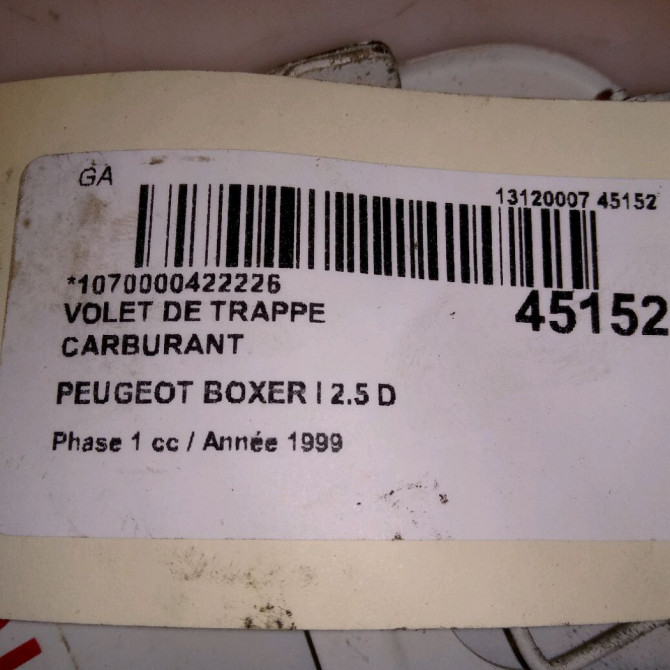 GA
13120007 45152
*1070000422226
45152
VOLET DE TRAPPE
CARBURANT
PEUGEOT BOXER I 2.5 D
Phase 1 cc / Année 1999